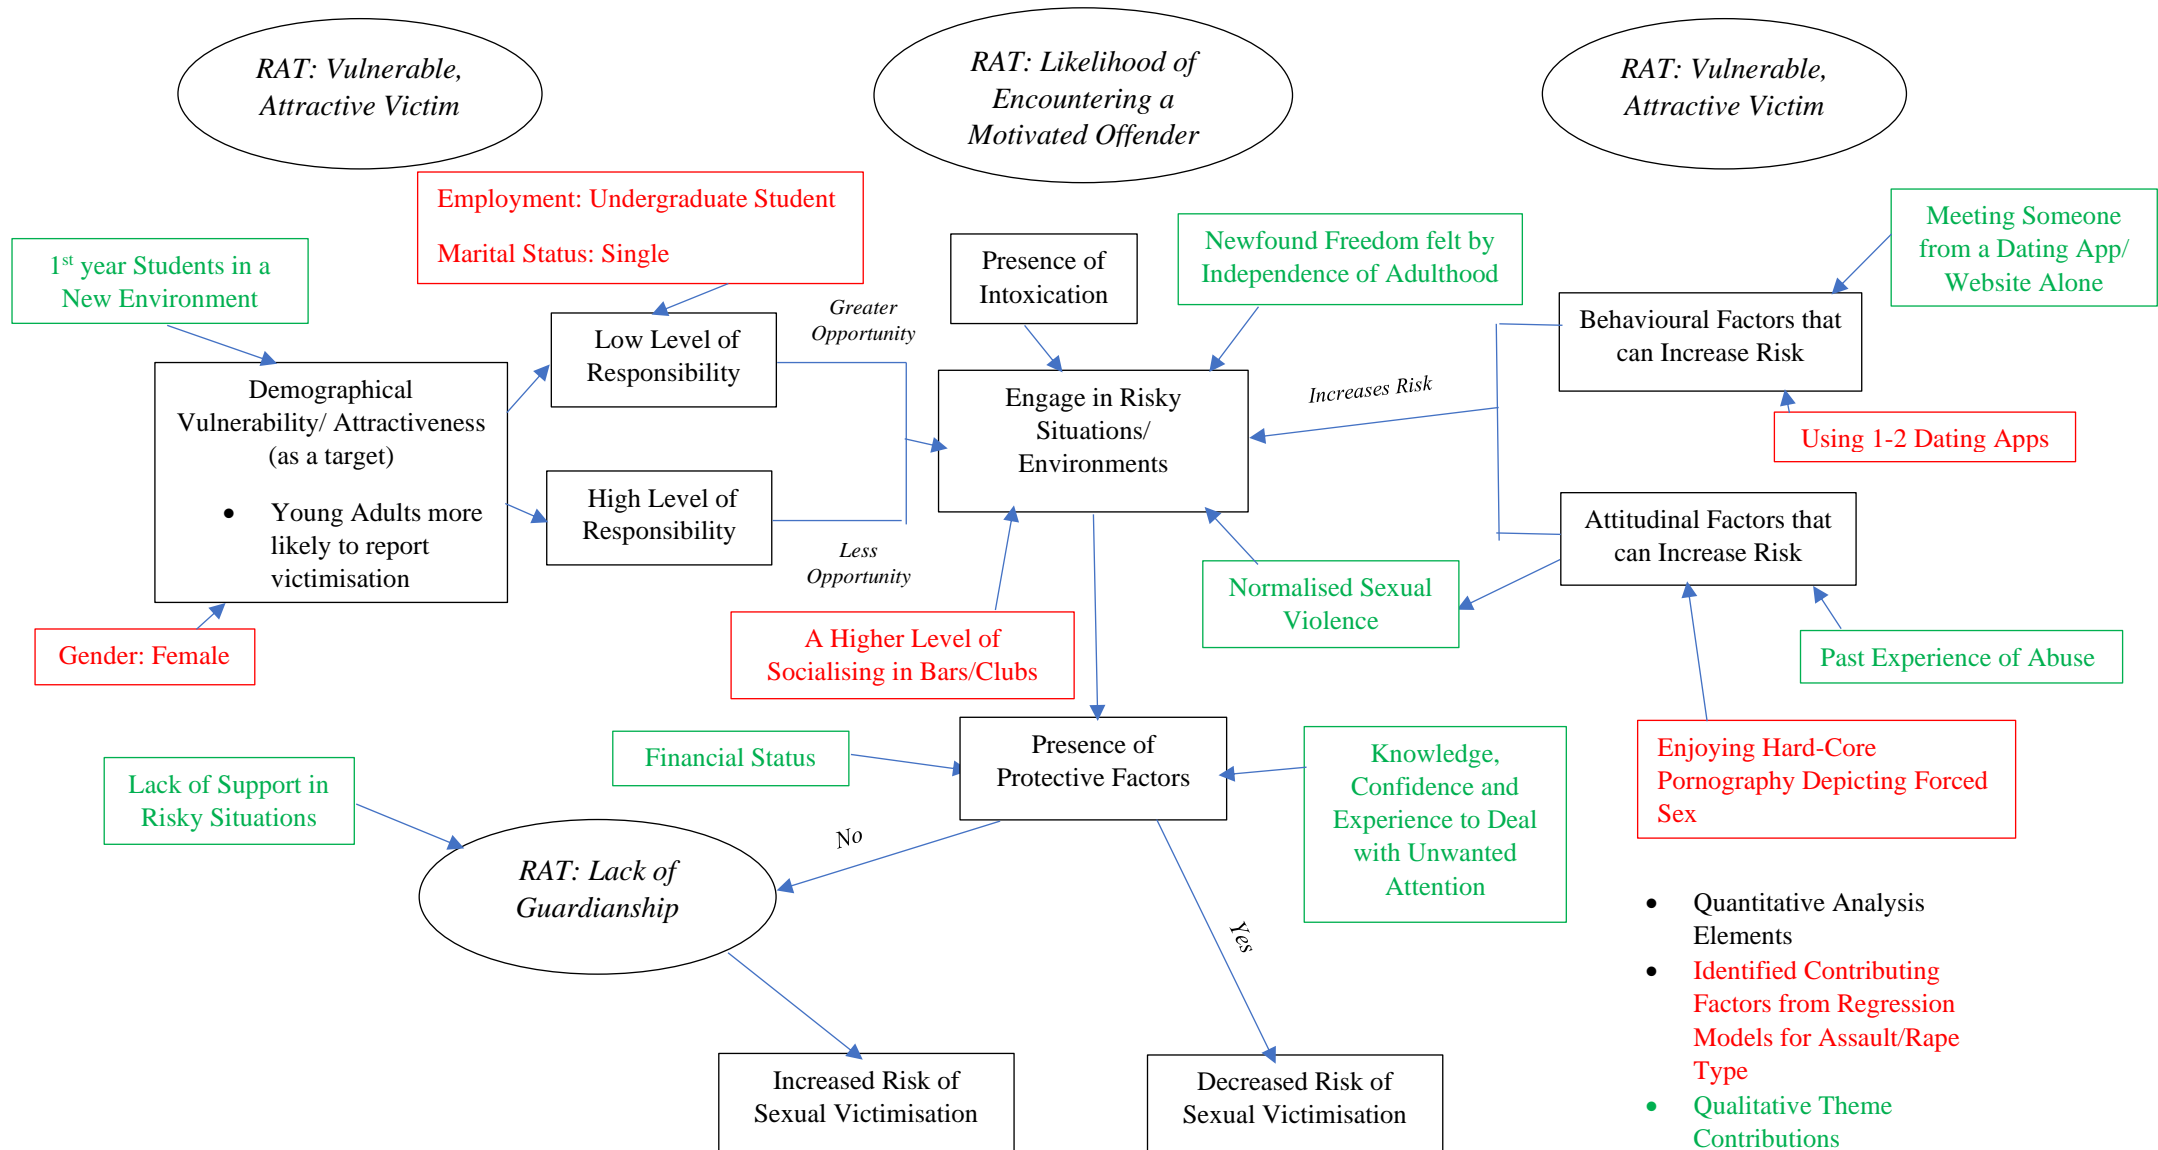 RAT: Vulnerable,
Attractive Victim
RAT: Likelihood of
Encountering a
Motivated Offender
RAT: Vulnerable,
Attractive Victim
Employment: Undergraduate Student
Marital Status: Single
1st year Students in a
New Environment
Presence of
Intoxication
Newfound Freedom felt by
Independence of Adulthood
Meeting Someone
from a Dating App/
Website Alone
Low Level of
Responsibility
Greater
Opportunity
Behavioural Factors that
can Increase Risk
Demographical
Vulnerability/ Attractiveness
(as a target)
• Young Adults more
likely to report
victimisation
Engage in Risky
Situations/
Environments
Increases Risk
Using 1-2 Dating Apps
High Level of
Responsibility
Less
Opportunity
Attitudinal Factors that
can Increase Risk
Normalised Sexual
Violence
Gender: Female
A Higher Level of
Socialising in Bars/Clubs
Past Experience of Abuse
Financial Status
Presence of
Protective Factors
Knowledge,
Confidence and
Experience to Deal
with Unwanted
Attention
Enjoying Hard-Core
Pornography Depicting Forced
Sex
Lack of Support in
Risky Situations
No
RAT: Lack of
Guardianship
Yes
Increased Risk of
Sexual Victimisation
Decreased Risk of
Sexual Victimisation
• Quantitative Analysis
Elements
• Identified Contributing
Factors from Regression
Models for Assault/Rape
Type
• Qualitative Theme
Contributions